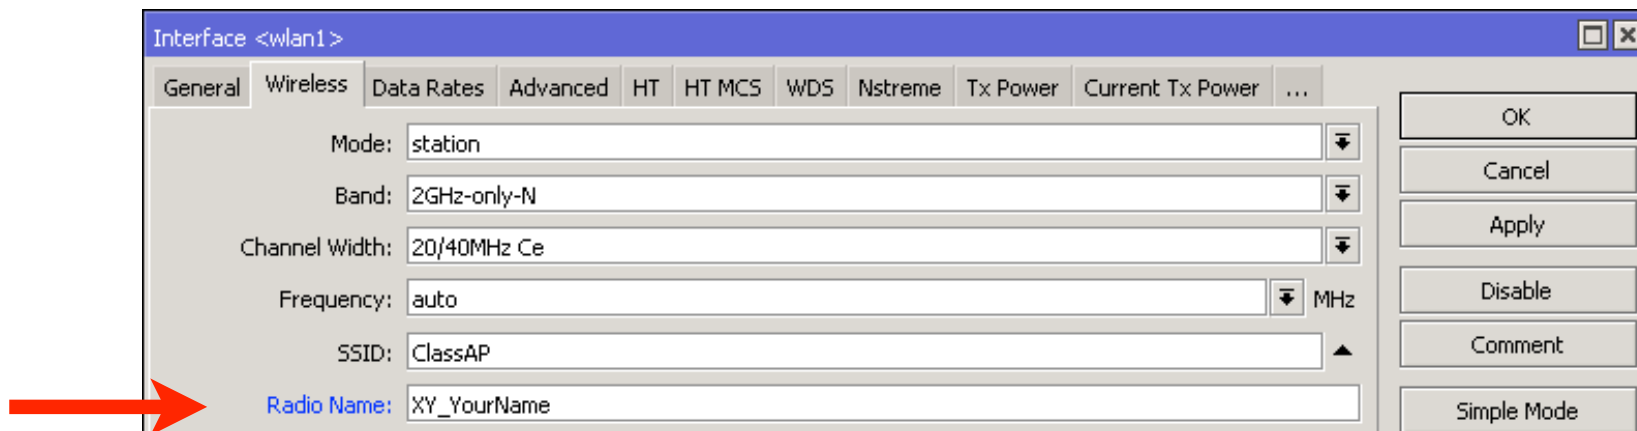 Interface <wlan1>
General Wireless Data Rates Advanced HT HT MCS WDS Nstreme Tx Power Current Tx Power ...
Mode: station
Band: 2GHz-only-N
Channel Width: 20/40MHz Ce
Frequency: auto MHz
SSID: ClassAP
Radio Name: XY_YourName
OK
Cancel
Apply
Disable
Comment
Simple Mode